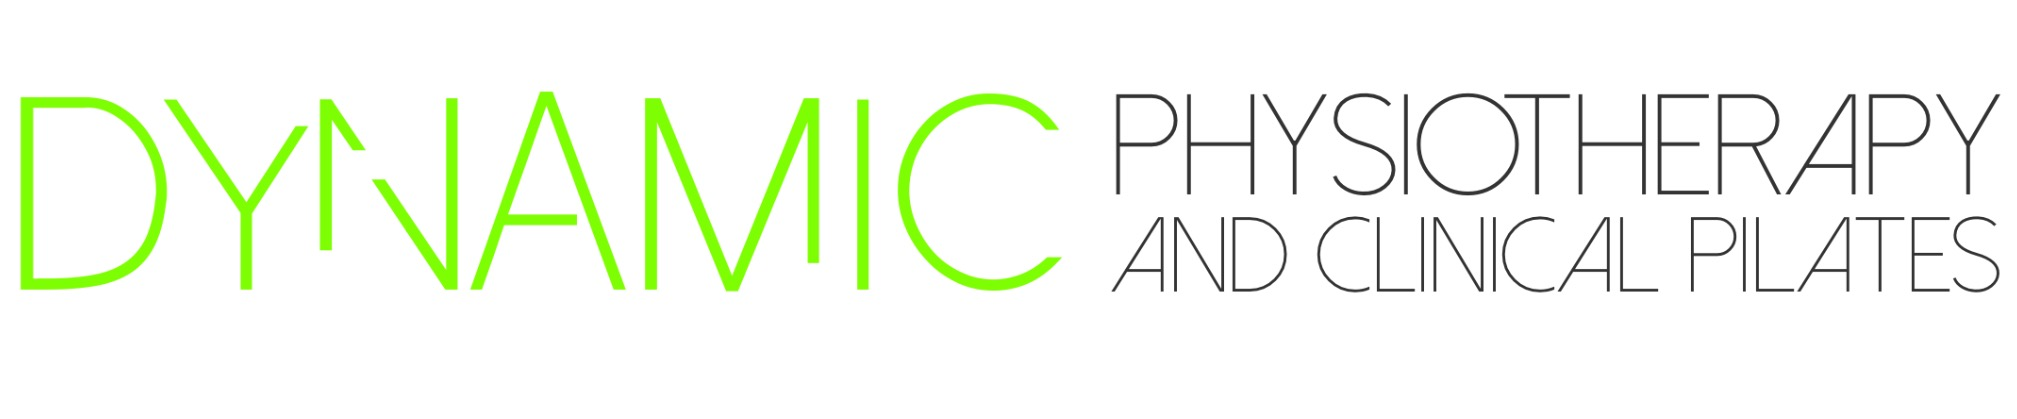 DYNAMIC
PHYSIOTHERAPY
AND CLINICAL PILATES